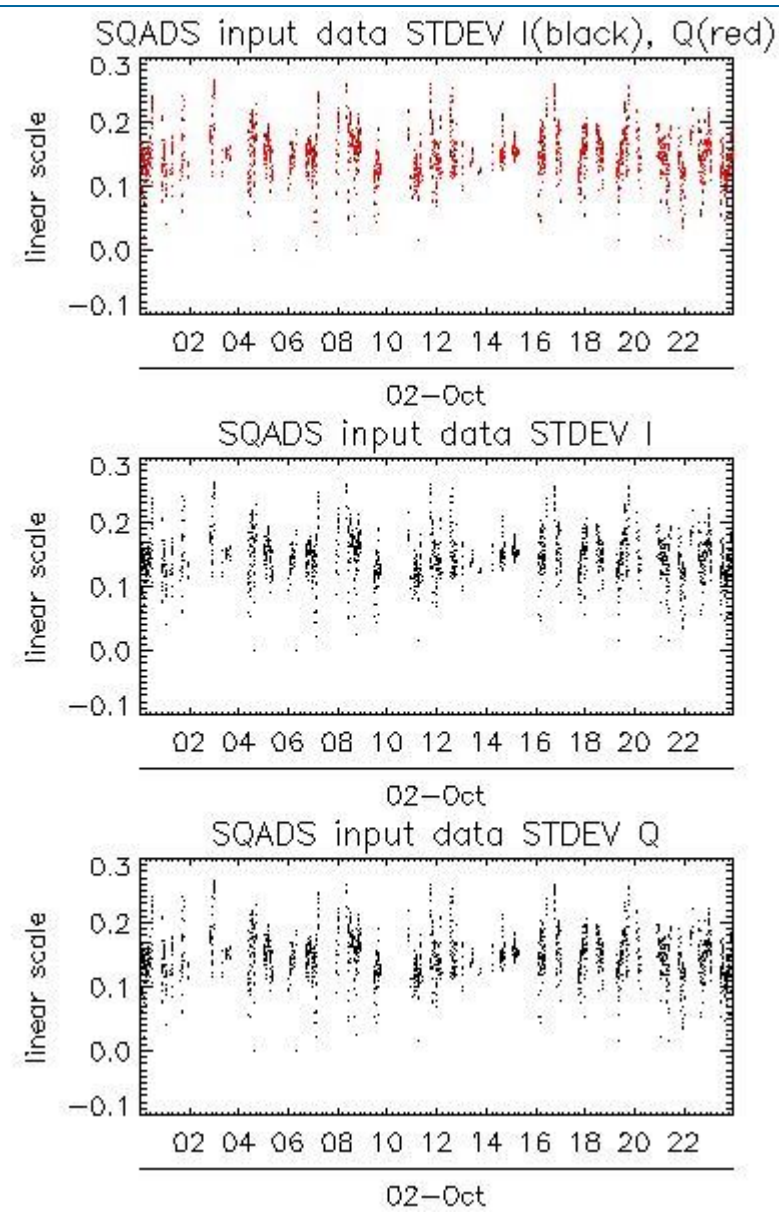 SQADS input data STDEV I(black), Q(red)
0.3
0.2
0.1
0.0
-0.1
linear scale
02 04 06 08 10 12 14 16 18 20 22
02-Oct
SQADS input data STDEV I
0.3
0.2
0.1
0.0
-0.1
linear scale
02 04 06 08 10 12 14 16 18 20 22
02-Oct
SQADS input data STDEV Q
0.3
0.2
0.1
0.0
-0.1
linear scale
02 04 06 08 10 12 14 16 18 20 22
02-Oct